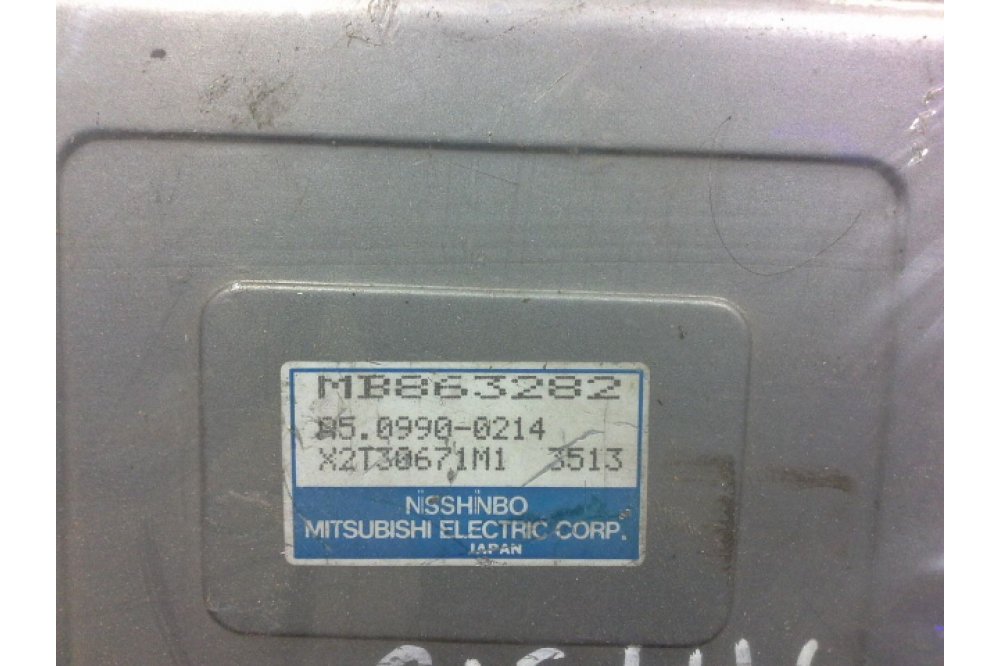 MB863282
A5.0990-0214
X2T30671M1 3513
NISSHINBO
MITSUBISHI ELECTRIC CORP.
JAPAN